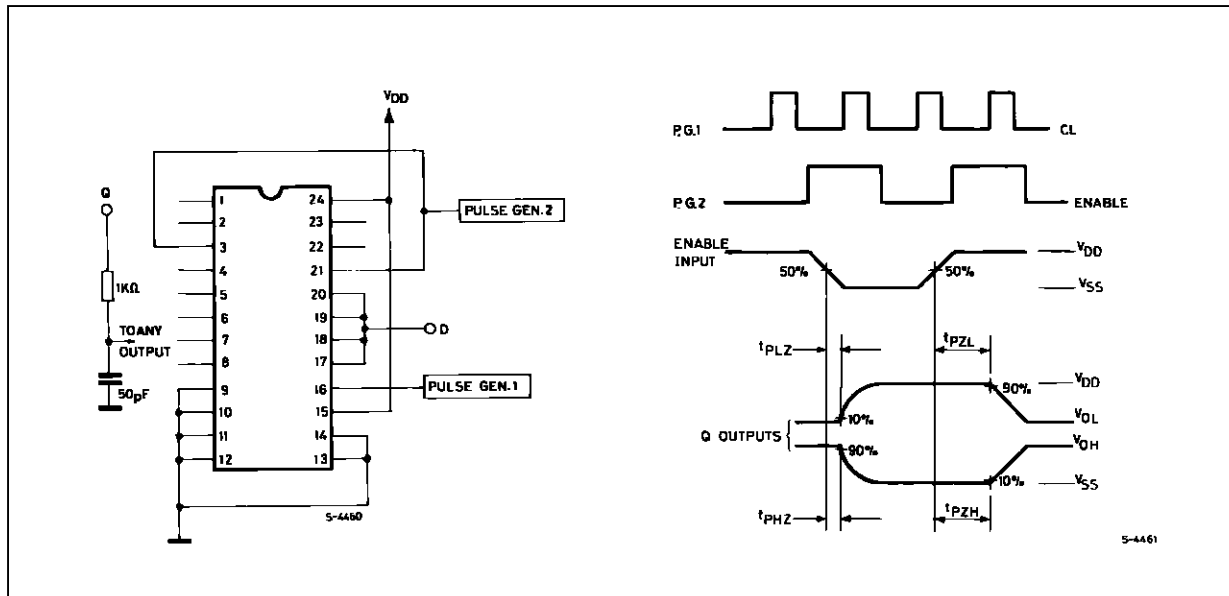 VDD
Q
1KΩ
TO ANY
OUTPUT
50pF
1 24
2 23
3 22
4 21
5 20
6 19
7 18
8 17
9 16
10 15
11 14
12 13
PULSE GEN.2
D
PULSE GEN.1
S-4460
P.G.1 CL
P.G.2 ENABLE
ENABLE
INPUT
VDD
50% 50%
VSS
tPLZ tPZL
VDD
90%
10% VOL
Q OUTPUTS
90% VOH
10% VSS
tPHZ tPZH
S-4461